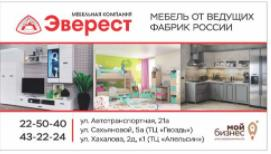 МЕБЕЛЬНАЯ КОМПАНИЯ
Эверест
МЕБЕЛЬ ОТ ВЕДУЩИХ
ФАБРИК РОССИИ
22-50-40
43-22-24
ул. Автотранспортная, 21а
ул. Сахьяновой, 5а (ТЦ «Гвоздь»)
ул. Хахалова, 2д, к1 (ТЦ «Апельсин»)
мой
бизнес